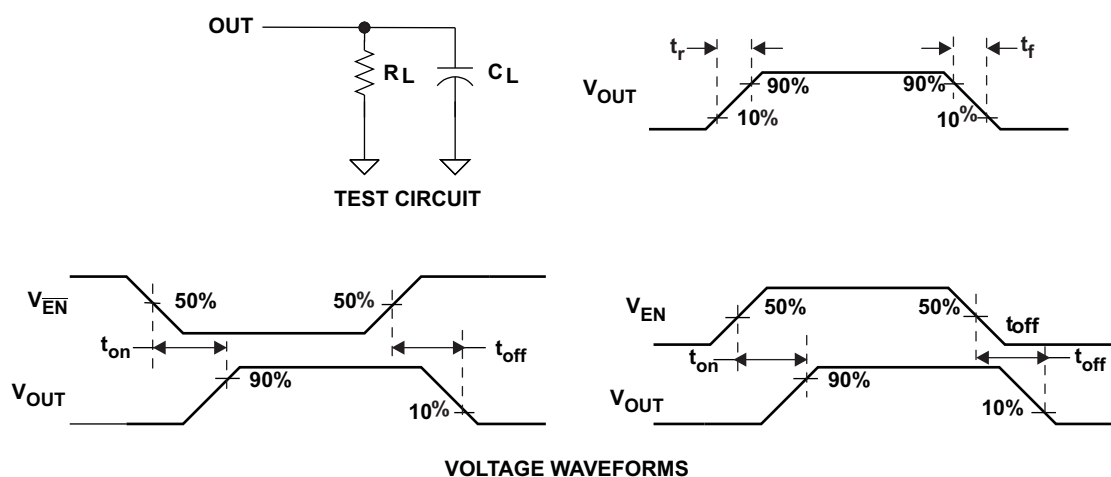 OUT
RL
CL
TEST CIRCUIT
tr
tf
VOUT
90%
90%
10%
10%
VEN
50%
50%
ton
toff
VOUT
90%
10%
VEN
50%
50%
toff
ton
toff
VOUT
90%
10%
VOLTAGE WAVEFORMS